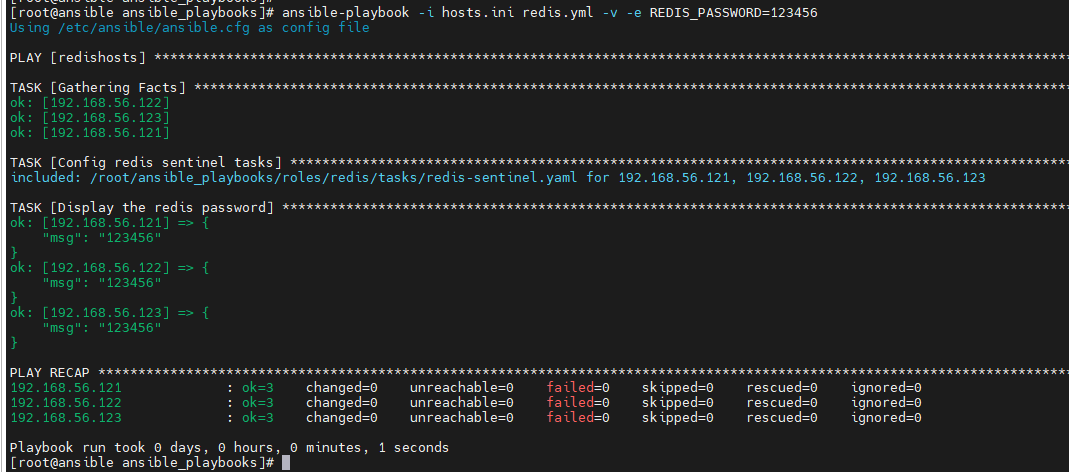 [root@ansible ansible_playbooks]# ansible-playbook -i hosts.ini redis.yml -v -e REDIS_PASSWORD=123456
Using /etc/ansible/ansible.cfg as config file
PLAY [redishosts] ******************************************************************************************************************
TASK [Gathering Facts] *************************************************************************************************************
ok: [192.168.56.122]
ok: [192.168.56.123]
ok: [192.168.56.121]
TASK [Config redis sentinel tasks] *************************************************************************************************
included: /root/ansible_playbooks/roles/redis/tasks/redis-sentinel.yaml for 192.168.56.121, 192.168.56.122, 192.168.56.123
TASK [Display the redis password] **************************************************************************************************
ok: [192.168.56.121] => {
    "msg": "123456"
}
ok: [192.168.56.122] => {
    "msg": "123456"
}
ok: [192.168.56.123] => {
    "msg": "123456"
}
PLAY RECAP *************************************************************************************************************************
192.168.56.121             : ok=3    changed=0    unreachable=0    failed=0    skipped=0    rescued=0    ignored=0
192.168.56.122             : ok=3    changed=0    unreachable=0    failed=0    skipped=0    rescued=0    ignored=0
192.168.56.123             : ok=3    changed=0    unreachable=0    failed=0    skipped=0    rescued=0    ignored=0
Playbook run took 0 days, 0 hours, 0 minutes, 1 seconds
[root@ansible ansible_playbooks]#